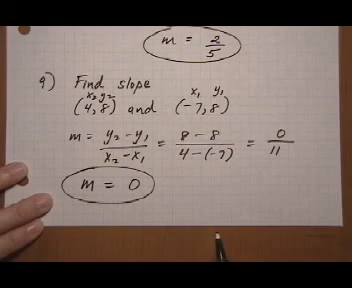 m = 2/5
9) Find slope
x₂ y₂ x₁ y₁
(4,8) and (-7,8)
m = y₂ - y₁ / x₂ - x₁ = 8 - 8 / 4 - (-7) = 0 / 11
m = 0